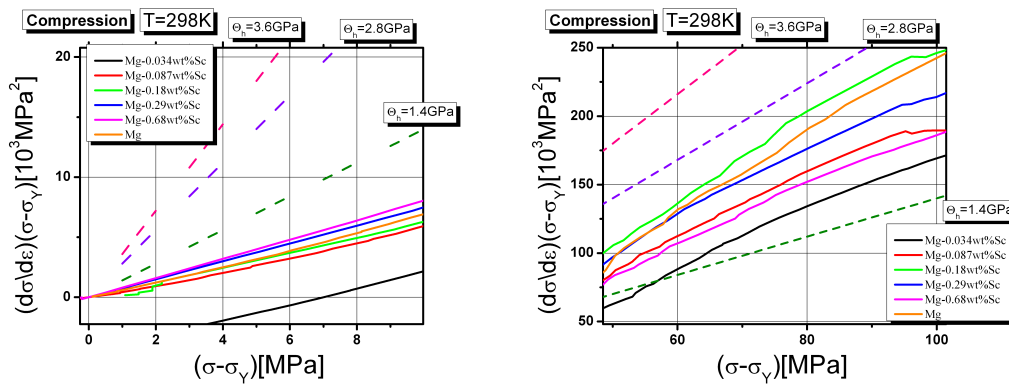 Compression
T=298K
Θh=3.6GPa
Θh=2.8GPa
Θh=1.4GPa
Mg-0.034wt%Sc
Mg-0.087wt%Sc
Mg-0.18wt%Sc
Mg-0.29wt%Sc
Mg-0.68wt%Sc
Mg
20
10
0
0 2 4 6 8
(dσ\dε)(σ-σY)[10³MPa²]
(σ-σY)[MPa]
Compression
T=298K
Θh=3.6GPa
Θh=2.8GPa
Θh=1.4GPa
Mg-0.034wt%Sc
Mg-0.087wt%Sc
Mg-0.18wt%Sc
Mg-0.29wt%Sc
Mg-0.68wt%Sc
Mg
250
200
150
100
50
60 80 100
(dσ\dε)(σ-σY)[10³MPa²]
(σ-σY)[MPa]